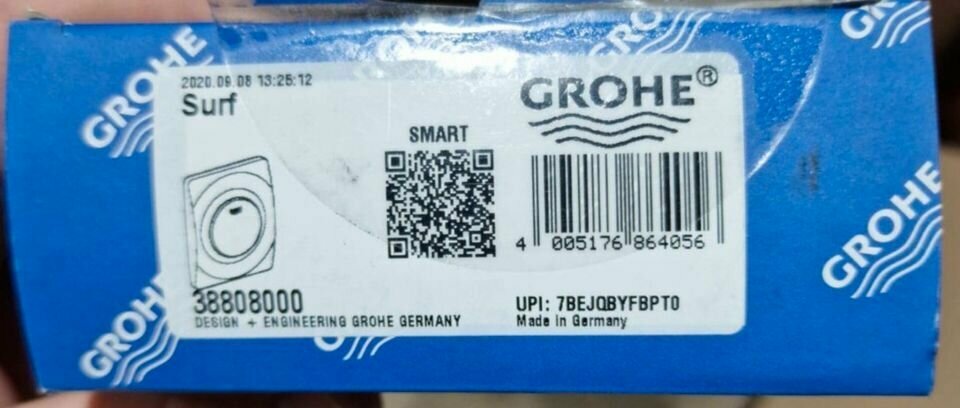 2020.09.08 13:25:12
Surf
GROHE®
SMART
4 005176 864056
38808000
DESIGN + ENGINEERING GROHE GERMANY
UPI: 7BEJQBYFBPT0
Made in Germany
GROHE
GROHE
GROHE
GROHE
GROHE